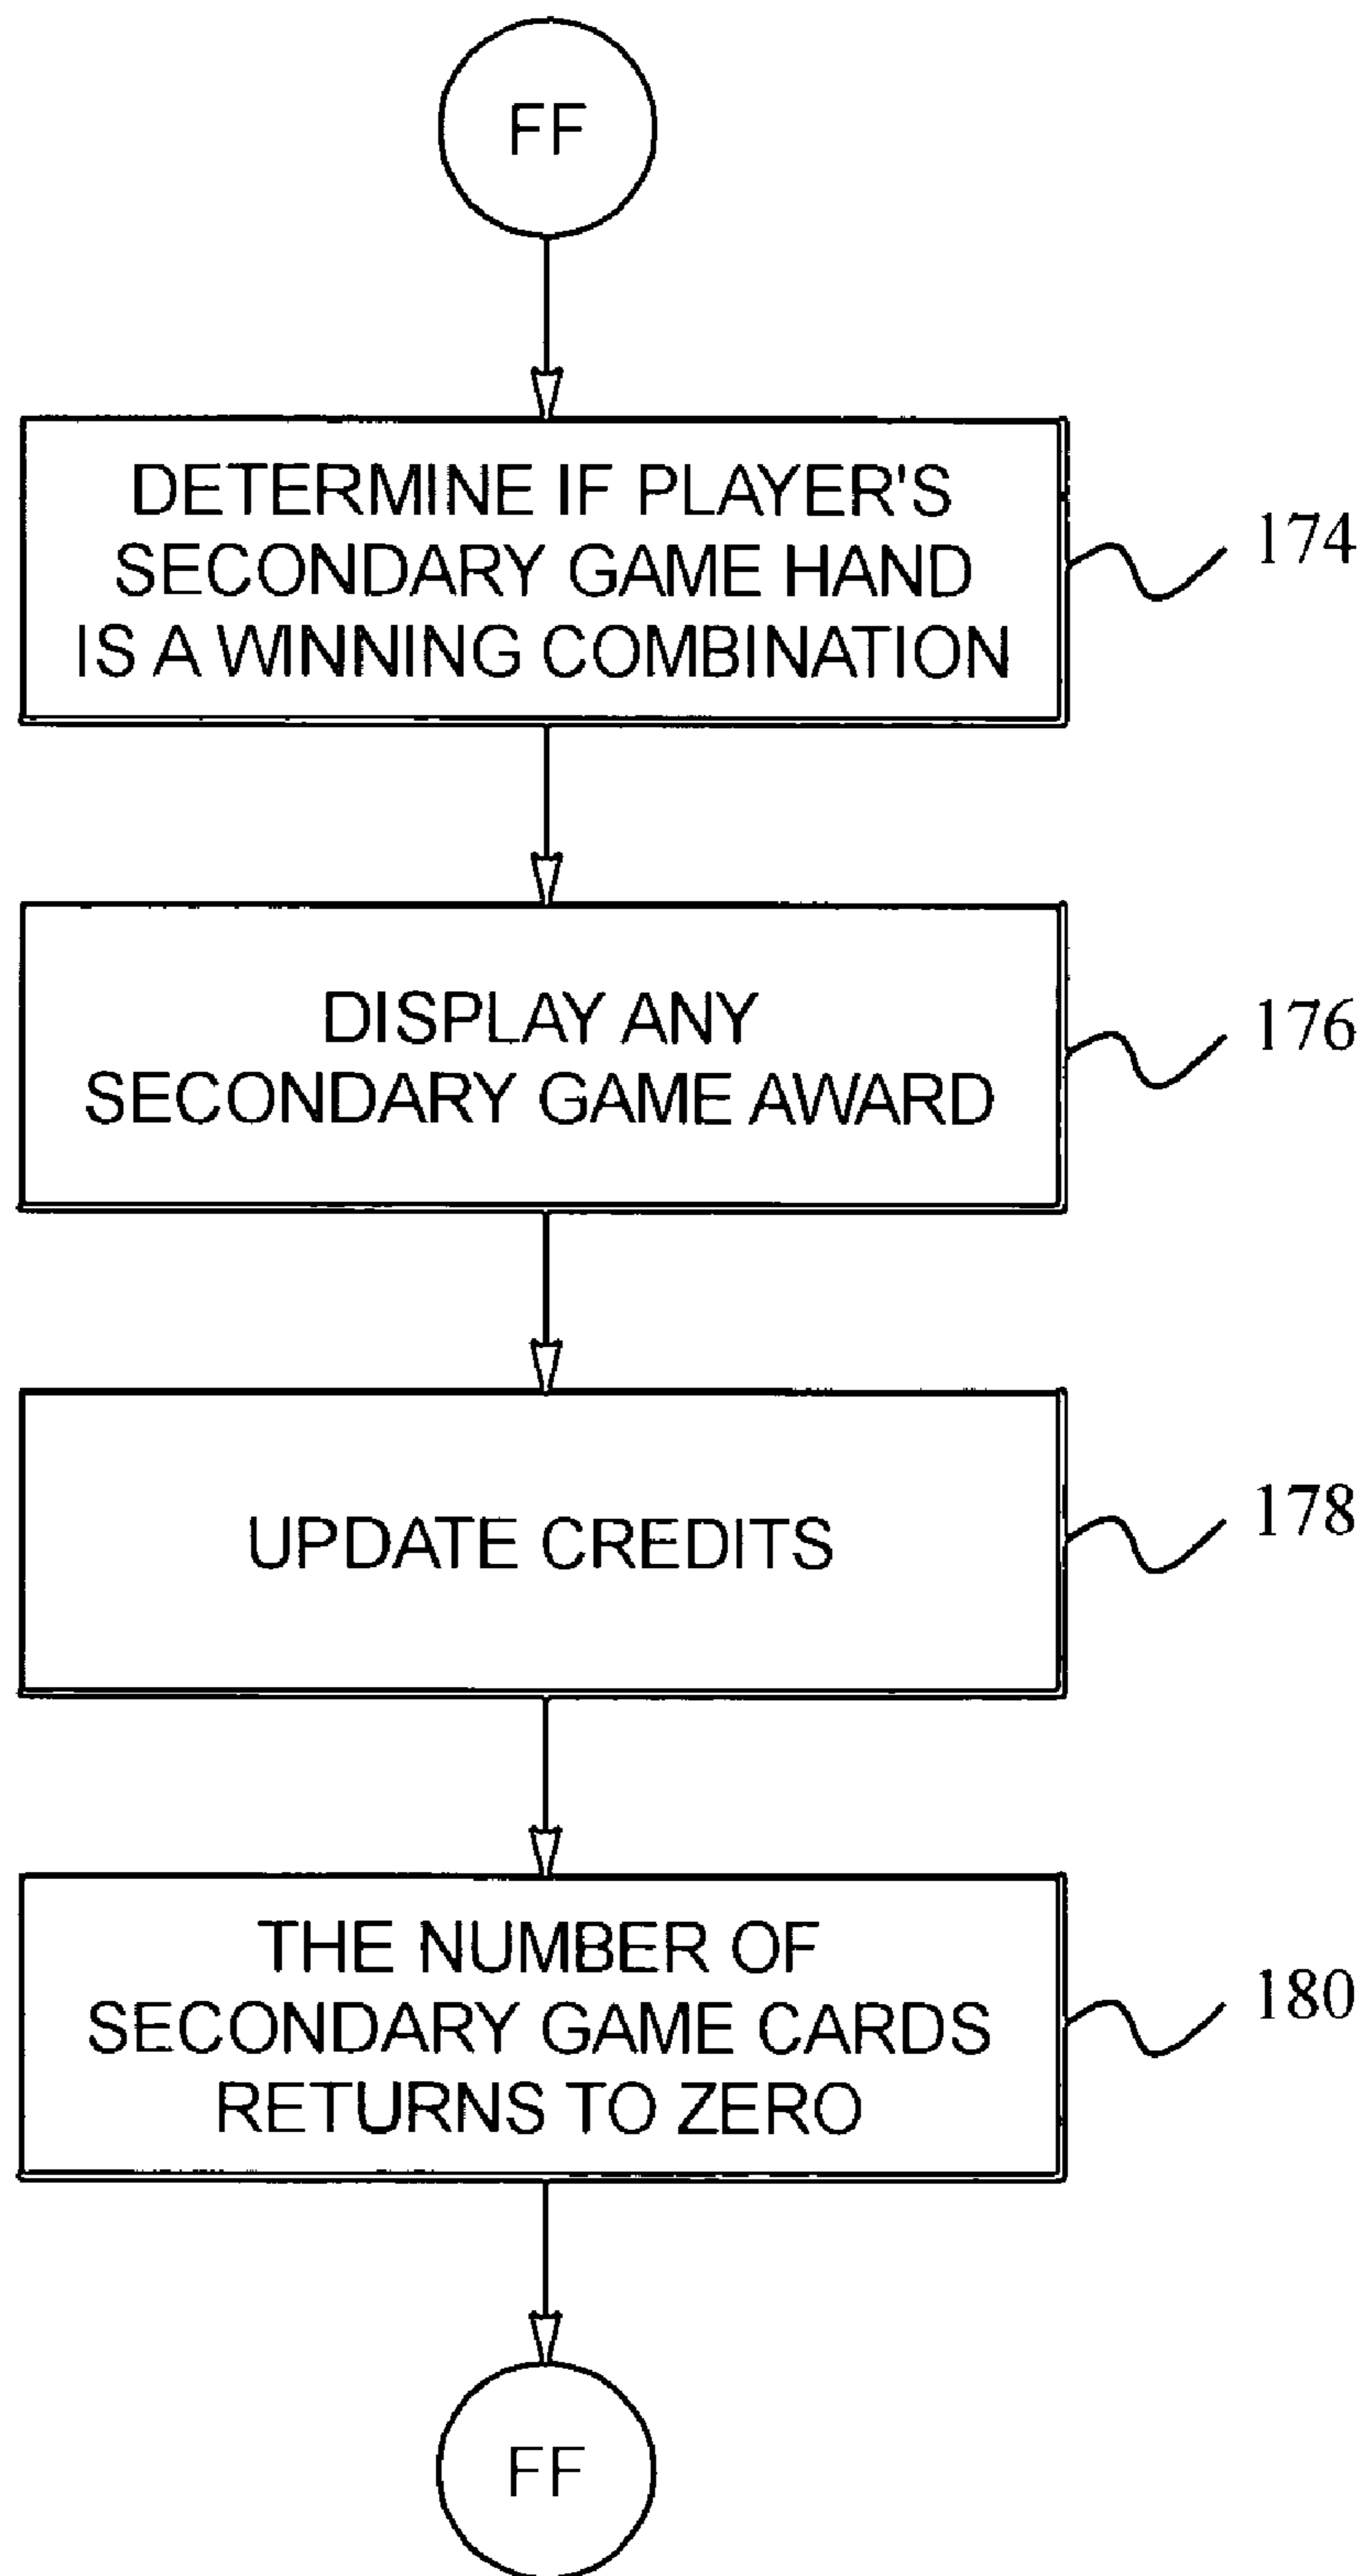 FF
DETERMINE IF PLAYER'S
SECONDARY GAME HAND
IS A WINNING COMBINATION
174
DISPLAY ANY
SECONDARY GAME AWARD
176
UPDATE CREDITS
178
THE NUMBER OF
SECONDARY GAME CARDS
RETURNS TO ZERO
180
FF